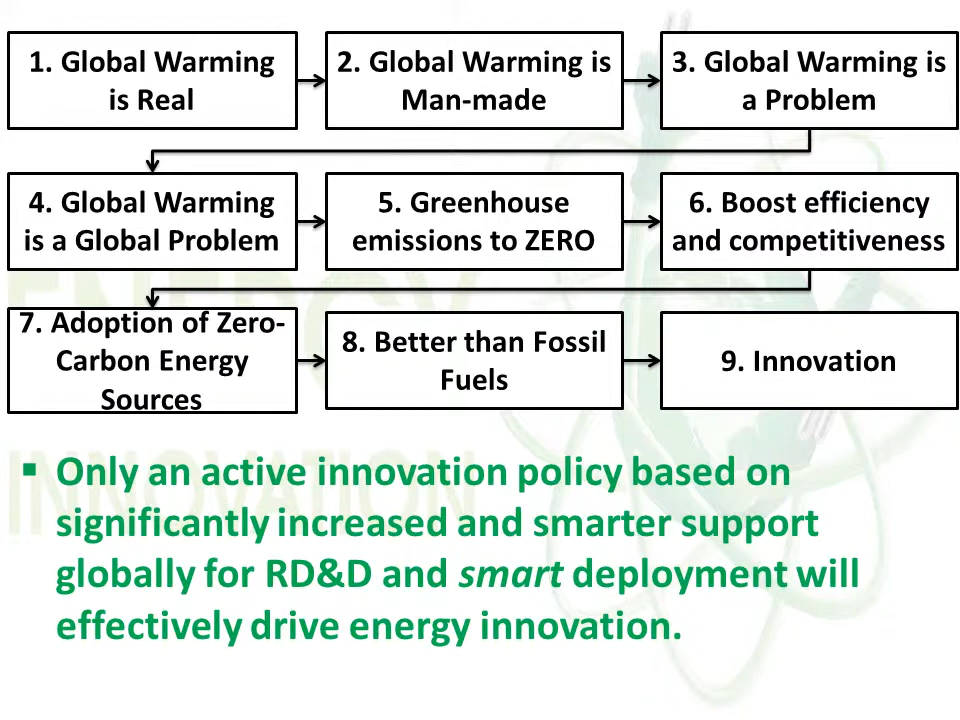 1. Global Warming
is Real
2. Global Warming is
Man-made
3. Global Warming is
a Problem
4. Global Warming
is a Global Problem
5. Greenhouse
emissions to ZERO
6. Boost efficiency
and competitiveness
7. Adoption of Zero-
Carbon Energy
Sources
8. Better than Fossil
Fuels
9. Innovation
ENERGY
INNOVATION
▪ Only an active innovation policy based on
significantly increased and smarter support
globally for RD&D and smart deployment will
effectively drive energy innovation.